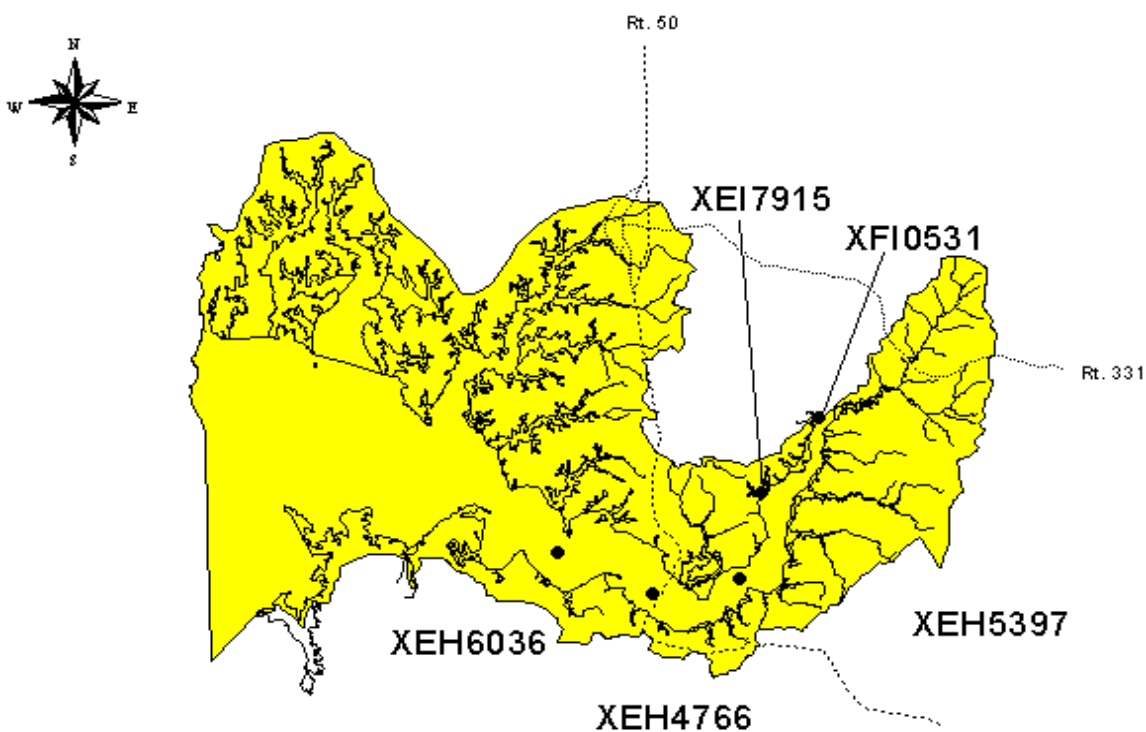 Rt. 50
N
W E
S
XEI7915
XFI0531
Rt. 331
XEH5397
XEH6036
XEH4766